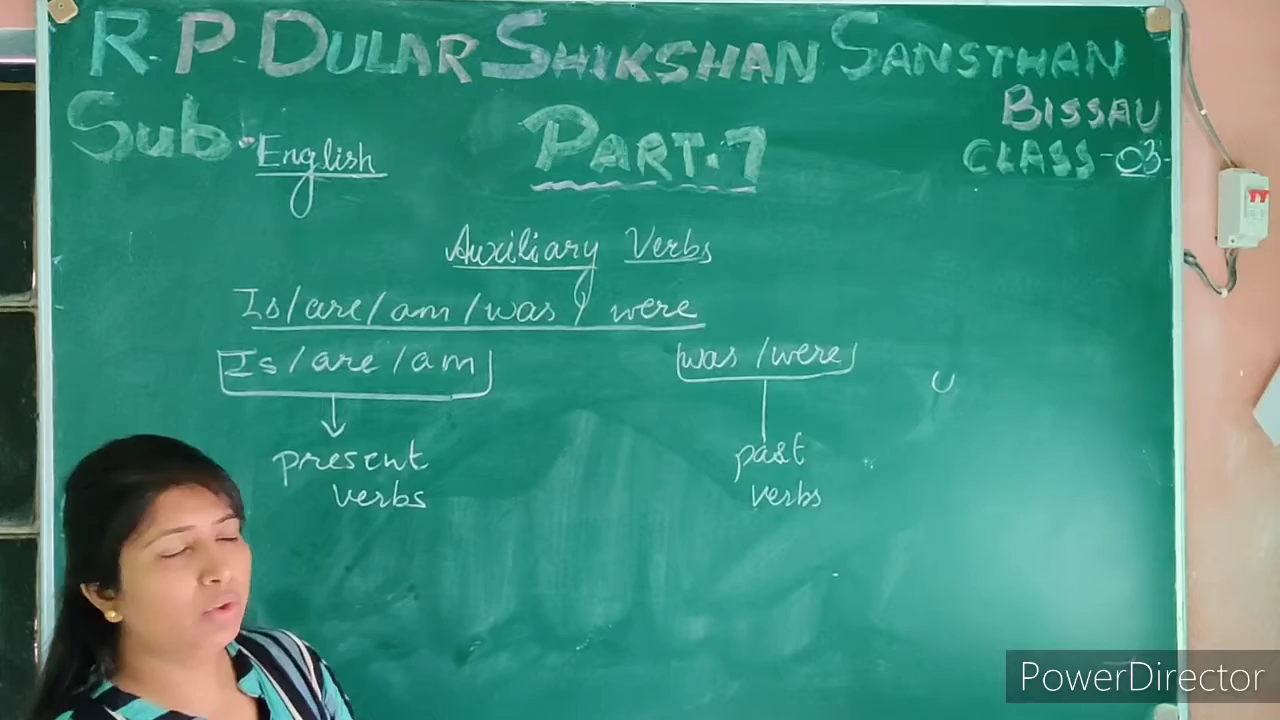 R.P. DULAR SHIKSHAN SANSTHAN
BISSAU
Sub. English
PART.7
CLASS-03
Auxiliary Verbs
Is/are/am/was/were
Is/are/am
was/were
present
verbs
past
verbs
PowerDirector